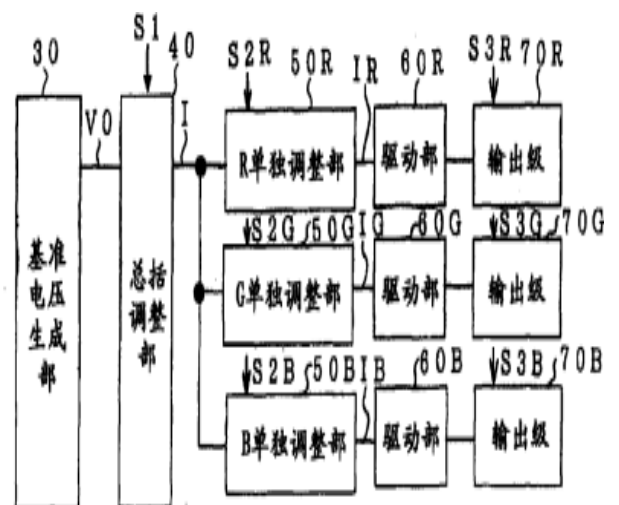 30
V0
S1
40
I
S2R
50R
IR
60R
S3R
70R
基准电压生成部
总括调整部
R单独调整部
驱动部
输出级
S2G
50G
IG
60G
S3G
70G
G单独调整部
驱动部
输出级
S2B
50B
IB
60B
S3B
70B
B单独调整部
驱动部
输出级